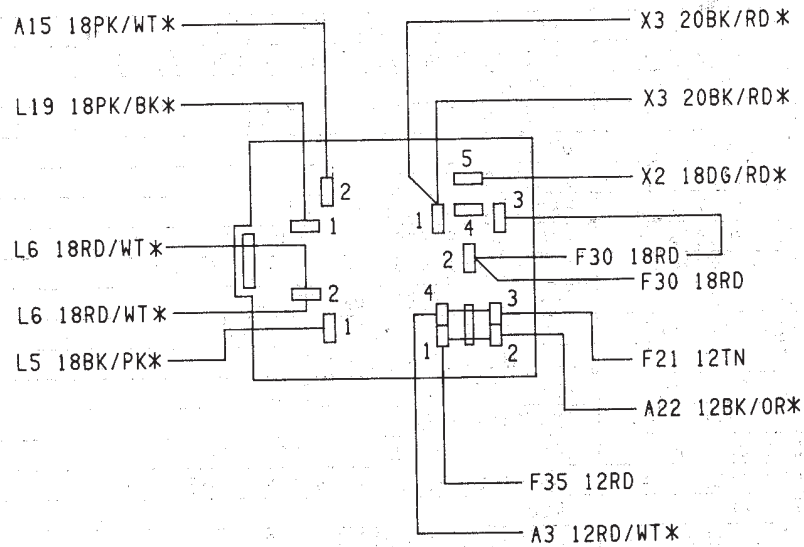 A15 18PK/WT*
X3 20BK/RD*
L19 18PK/BK*
X3 20BK/RD*
5
X2 18DG/RD*
2
3
1
1
4
L6 18RD/WT*
2
F30 18RD
F30 18RD
2
4
3
L6 18RD/WT*
1
1
2
L5 18BK/PK*
F21 12TN
A22 12BK/OR*
F35 12RD
A3 12RD/WT*